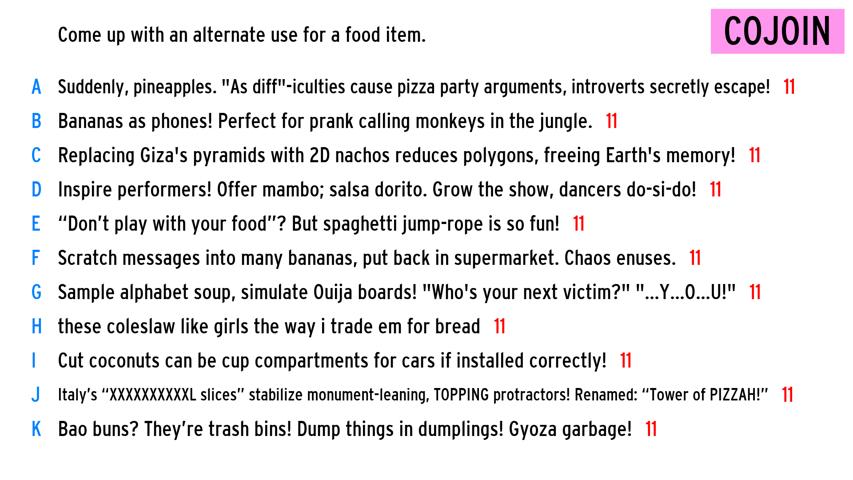 Come up with an alternate use for a food item.
COJOIN
A Suddenly, pineapples. "As diff"-iculties cause pizza party arguments, introverts secretly escape! 11
B Bananas as phones! Perfect for prank calling monkeys in the jungle. 11
C Replacing Giza's pyramids with 2D nachos reduces polygons, freeing Earth's memory! 11
D Inspire performers! Offer mambo; salsa dorito. Grow the show, dancers do-si-do! 11
E “Don’t play with your food”? But spaghetti jump-rope is so fun! 11
F Scratch messages into many bananas, put back in supermarket. Chaos enuses. 11
G Sample alphabet soup, simulate Ouija boards! "Who's your next victim?" "...Y...O...U!" 11
H these coleslaw like girls the way i trade em for bread 11
I Cut coconuts can be cup compartments for cars if installed correctly! 11
J Italy’s “XXXXXXXXXXL slices” stabilize monument-leaning, TOPPING protractors! Renamed: “Tower of PIZZAH!” 11
K Bao buns? They’re trash bins! Dump things in dumplings! Gyoza garbage! 11